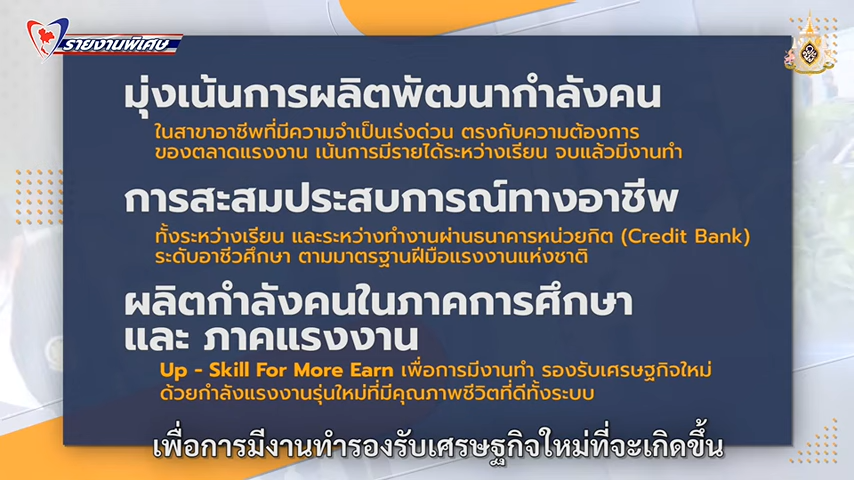 รายงานพิเศษ
มุ่งเน้นการผลิตพัฒนากำลังคน
ในสาขาอาชีพที่มีความจำเป็นเร่งด่วน ตรงกับความต้องการ
ของตลาดแรงงาน เน้นการมีรายได้ระหว่างเรียน จบแล้วมีงานทำ
การสะสมประสบการณ์ทางอาชีพ
ทั้งระหว่างเรียน และระหว่างทำงานผ่านธนาคารหน่วยกิต (Credit Bank)
ระดับอาชีวศึกษา ตามมาตรฐานฝีมือแรงงานแห่งชาติ
ผลิตกำลังคนในภาคการศึกษา
และ ภาคแรงงาน
Up - Skill For More Earn เพื่อการมีงานทำ รองรับเศรษฐกิจใหม่
ด้วยกำลังแรงงานรุ่นใหม่ที่มีคุณภาพชีวิตที่ดีทั้งระบบ
เพื่อการมีงานทำรองรับเศรษฐกิจใหม่ที่จะเกิดขึ้น